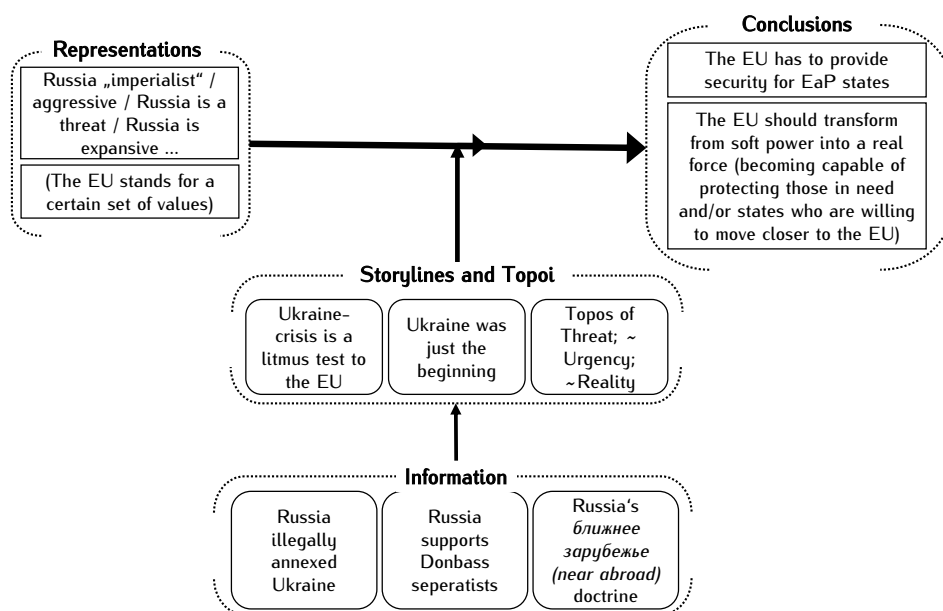 Representations
Russia „imperialist“ /
aggressive / Russia is a
threat / Russia is
expansive ...
(The EU stands for a
certain set of values)
Conclusions
The EU has to provide
security for EaP states
The EU should transform
from soft power into a real
force (becoming capable of
protecting those in need
and/or states who are willing
to move closer to the EU)
Storylines and Topoi
Ukraine-
crisis is a
litmus test to
the EU
Ukraine was
just the
beginning
Topos of
Threat; ~
Urgency;
~Reality
Information
Russia
illegally
annexed
Ukraine
Russia
supports
Donbass
seperatists
Russia‘s
ближнее
зарубежье
(near abroad)
doctrine